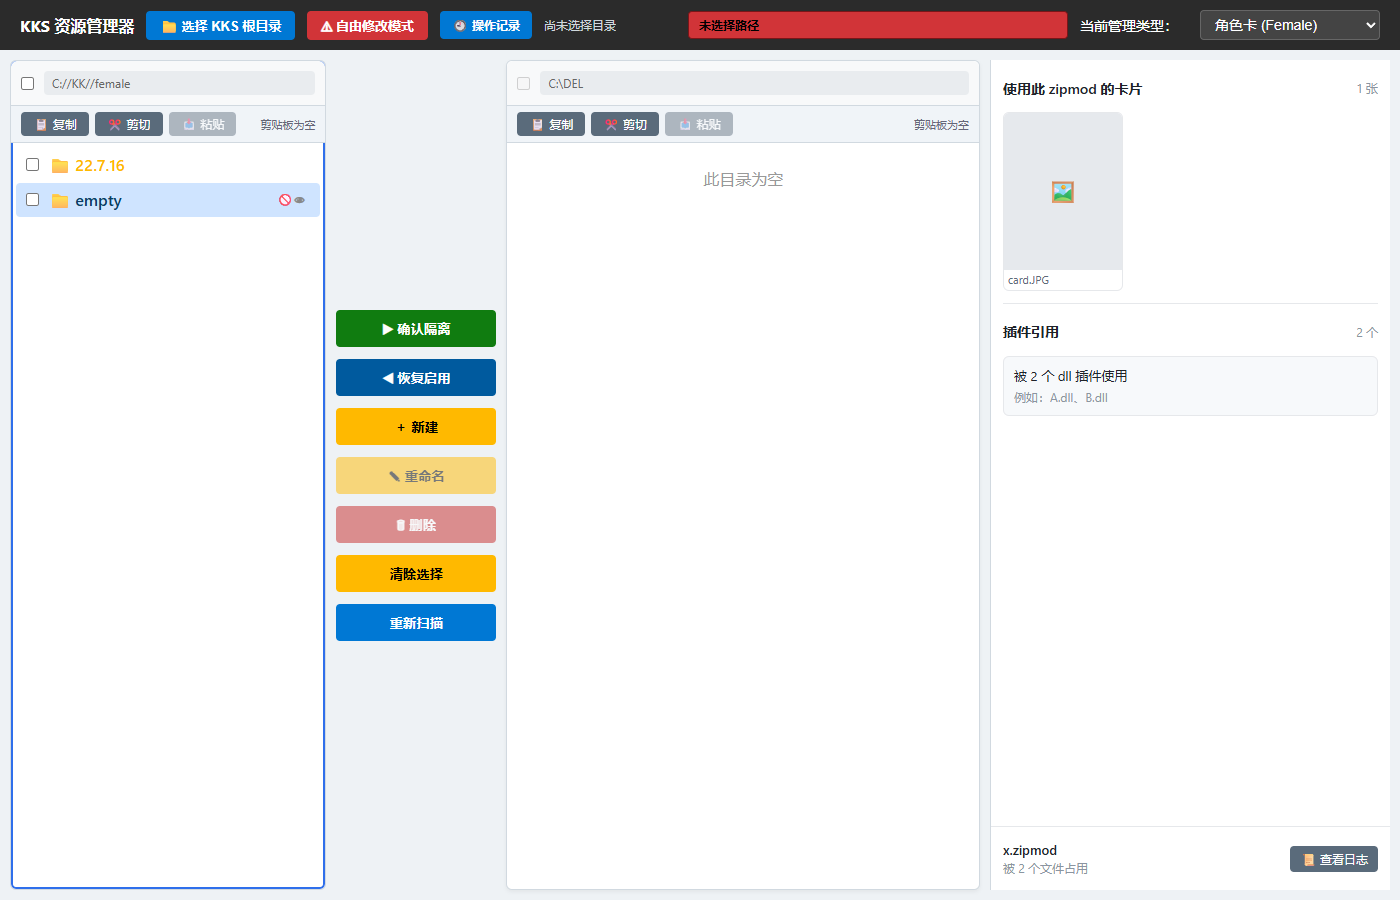 KKS 资源管理器
选择 KKS 根目录
自由修改模式
操作记录
尚未选择目录
未选择路径
当前管理类型：
角色卡 (Female)
C://KK//female
复制
剪切
粘贴
剪贴板为空
22.7.16
empty
▶ 确认隔离
◀ 恢复启用
+ 新建
重命名
删除
清除选择
重新扫描
C:\DEL
复制
剪切
粘贴
剪贴板为空
此目录为空
使用此 zipmod 的卡片
1 张
card.JPG
插件引用
2 个
被 2 个 dll 插件使用
例如：A.dll、B.dll
x.zipmod
被 2 个文件占用
查看日志